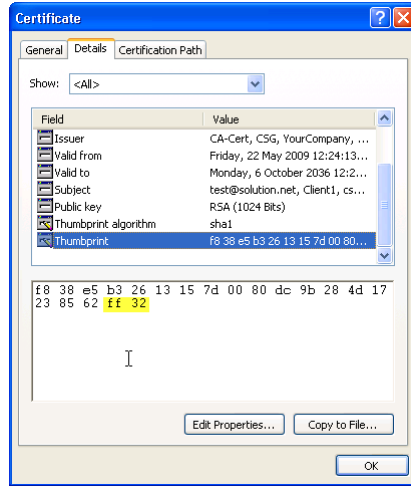 Certificate
General Details Certification Path
Show: <All>
Field Value
Issuer CA-Cert, CSG, YourCompany, ...
Valid from Friday, 22 May 2009 12:24:13...
Valid to Monday, 6 October 2036 12:2...
Subject test@solution.net, Client1, cs...
Public key RSA (1024 Bits)
Thumbprint algorithm sha1
Thumbprint f8 38 e5 b3 26 13 15 7d 00 80...
f8 38 e5 b3 26 13 15 7d 00 80 dc 9b 28 4d 17
23 85 62 ff 32
Edit Properties... Copy to File...
OK